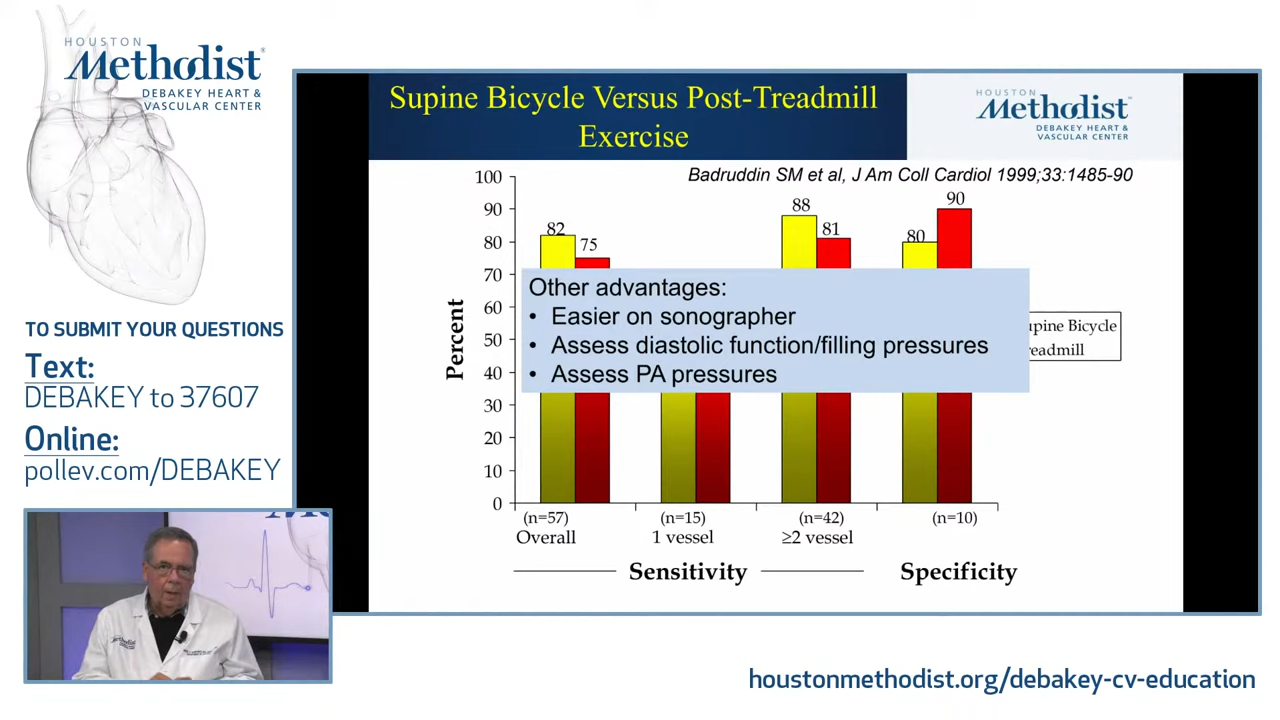 HOUSTON
Methodist
DEBAKEY HEART &
VASCULAR CENTER
TO SUBMIT YOUR QUESTIONS
Text:
DEBAKEY to 37607
Online:
pollev.com/DEBAKEY
Supine Bicycle Versus Post-Treadmill
Exercise
HOUSTON
Methodist
DEBAKEY HEART &
VASCULAR CENTER
Badruddin SM et al, J Am Coll Cardiol 1999;33:1485-90
Percent
100
90
80
70
60
50
40
30
20
10
0
82
75
88
81
80
90
Other advantages:
• Easier on sonographer
• Assess diastolic function/filling pressures
• Assess PA pressures
upine Bicycle
readmill
(n=57)
(n=15)
(n=42)
(n=10)
Overall
1 vessel
≥2 vessel
Sensitivity
Specificity
Methodist
houstonmethodist.org/debakey-cv-education